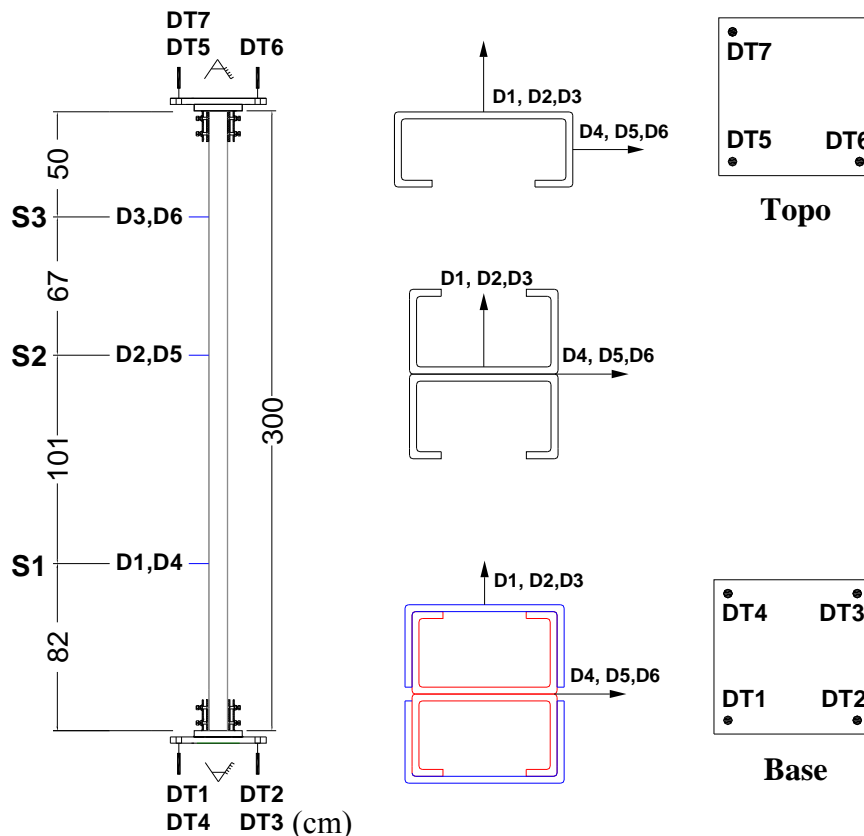 DT7
DT5 DT6
50
S3 D3,D6
67
S2 D2,D5
101
300
S1 D1,D4
82
DT1 DT2
DT4 DT3 (cm)
D1, D2,D3
D4, D5,D6
D1, D2,D3
D4, D5,D6
D1, D2,D3
D4, D5,D6
DT7
DT5 DT6
Topo
DT4 DT3
DT1 DT2
Base